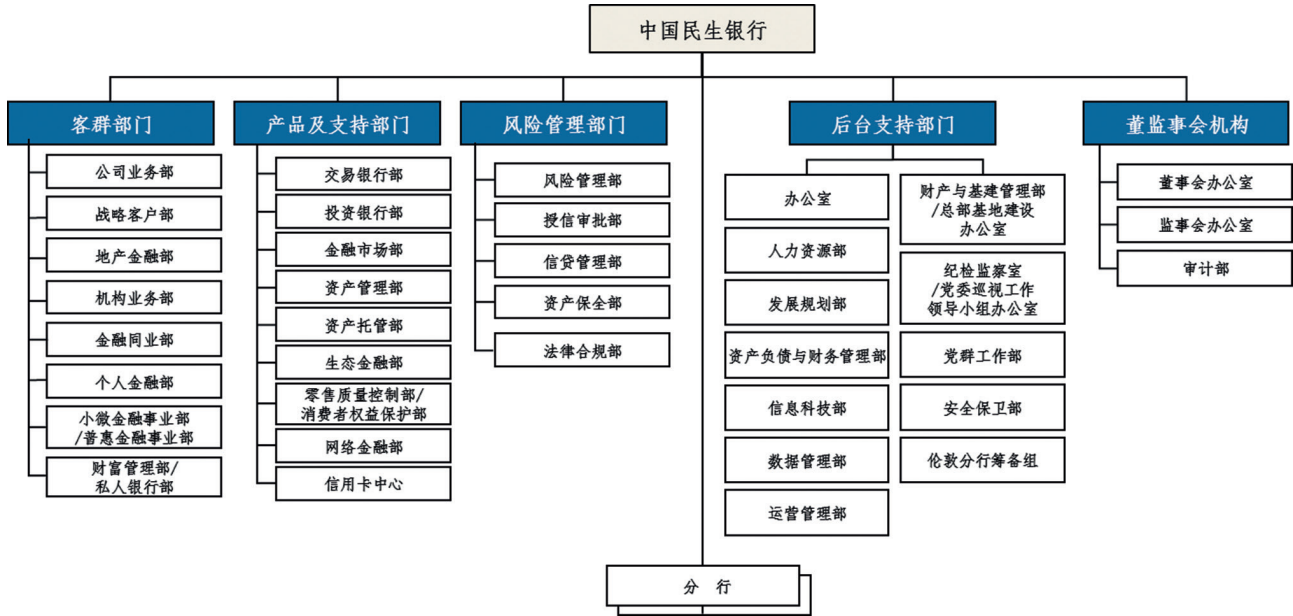 中国民生银行
客群部门
公司业务部
战略客户部
地产金融部
机构业务部
金融同业部
个人金融部
小微金融事业部
/普惠金融事业部
财富管理部/
私人银行部
产品及支持部门
交易银行部
投资银行部
金融市场部
资产管理部
资产托管部
生态金融部
零售质量控制部/
消费者权益保护部
网络金融部
信用卡中心
风险管理部门
风险管理部
授信审批部
信贷管理部
资产保全部
法律合规部
后台支持部门
办公室
人力资源部
发展规划部
资产负债与财务管理部
信息科技部
数据管理部
运营管理部
财产与基建管理部
/总部基地建设
办公室
纪检监察室
/党委巡视工作
领导小组办公室
党群工作部
安全保卫部
伦敦分行筹备组
董监事会机构
董事会办公室
监事会办公室
审计部
分 行